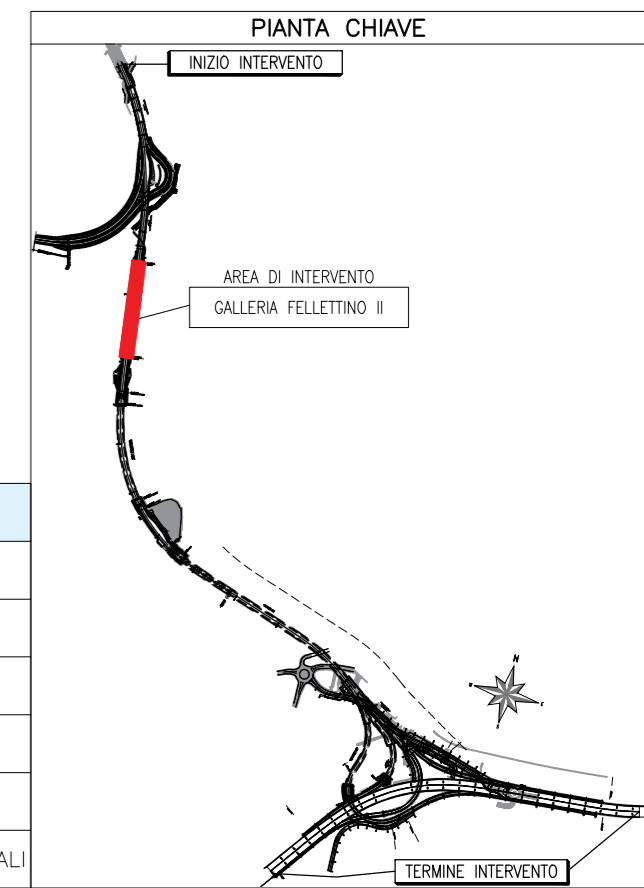 PIANTA CHIAVE
INIZIO INTERVENTO
AREA DI INTERVENTO
GALLERIA FELLETTINO II
N
E
S
TERMINE INTERVENTO
ALI